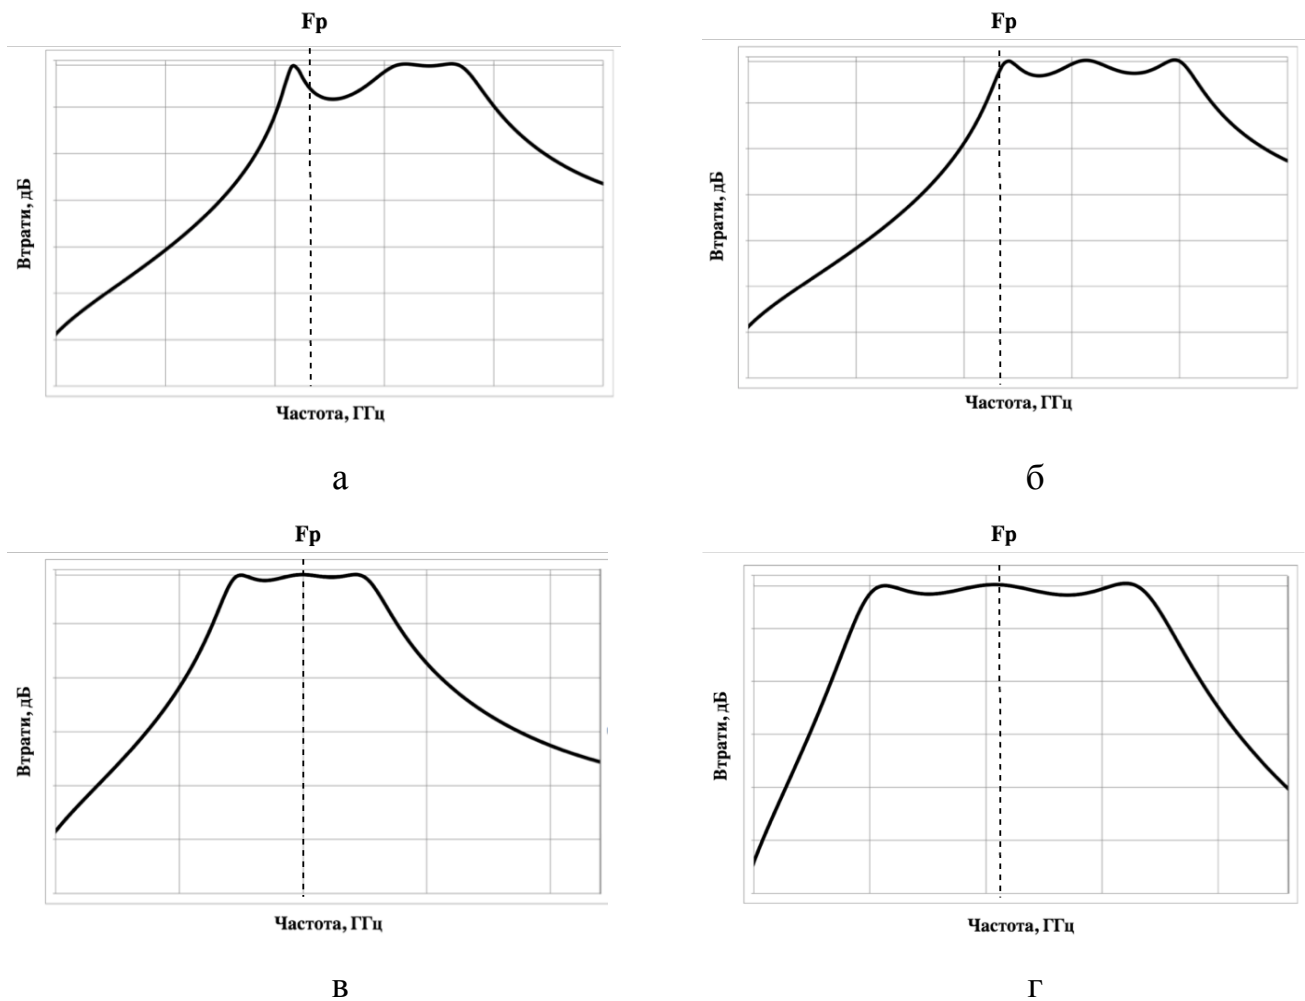 Fp
Втрати, дБ
Частота, ГГц
а
Fp
Втрати, дБ
Частота, ГГц
б
Fp
Втрати, дБ
Частота, ГГц
в
Fp
Втрати, дБ
Частота, ГГц
г